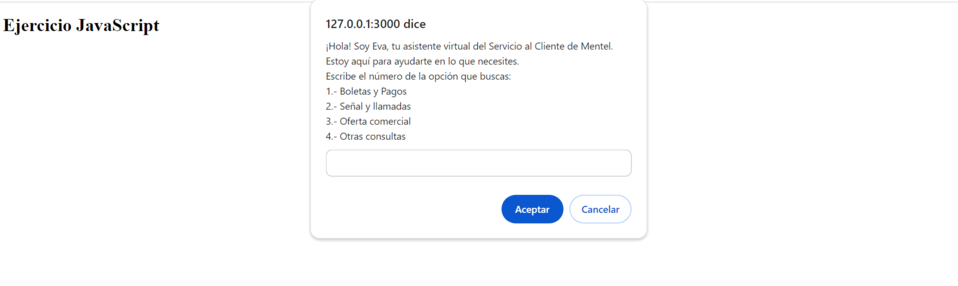 Ejercicio JavaScript
127.0.0.1:3000 dice
¡Hola! Soy Eva, tu asistente virtual del Servicio al Cliente de Mentel.
Estoy aquí para ayudarte en lo que necesites.
Escribe el número de la opción que buscas:
1.- Boletas y Pagos
2.- Señal y llamadas
3.- Oferta comercial
4.- Otras consultas
Aceptar
Cancelar